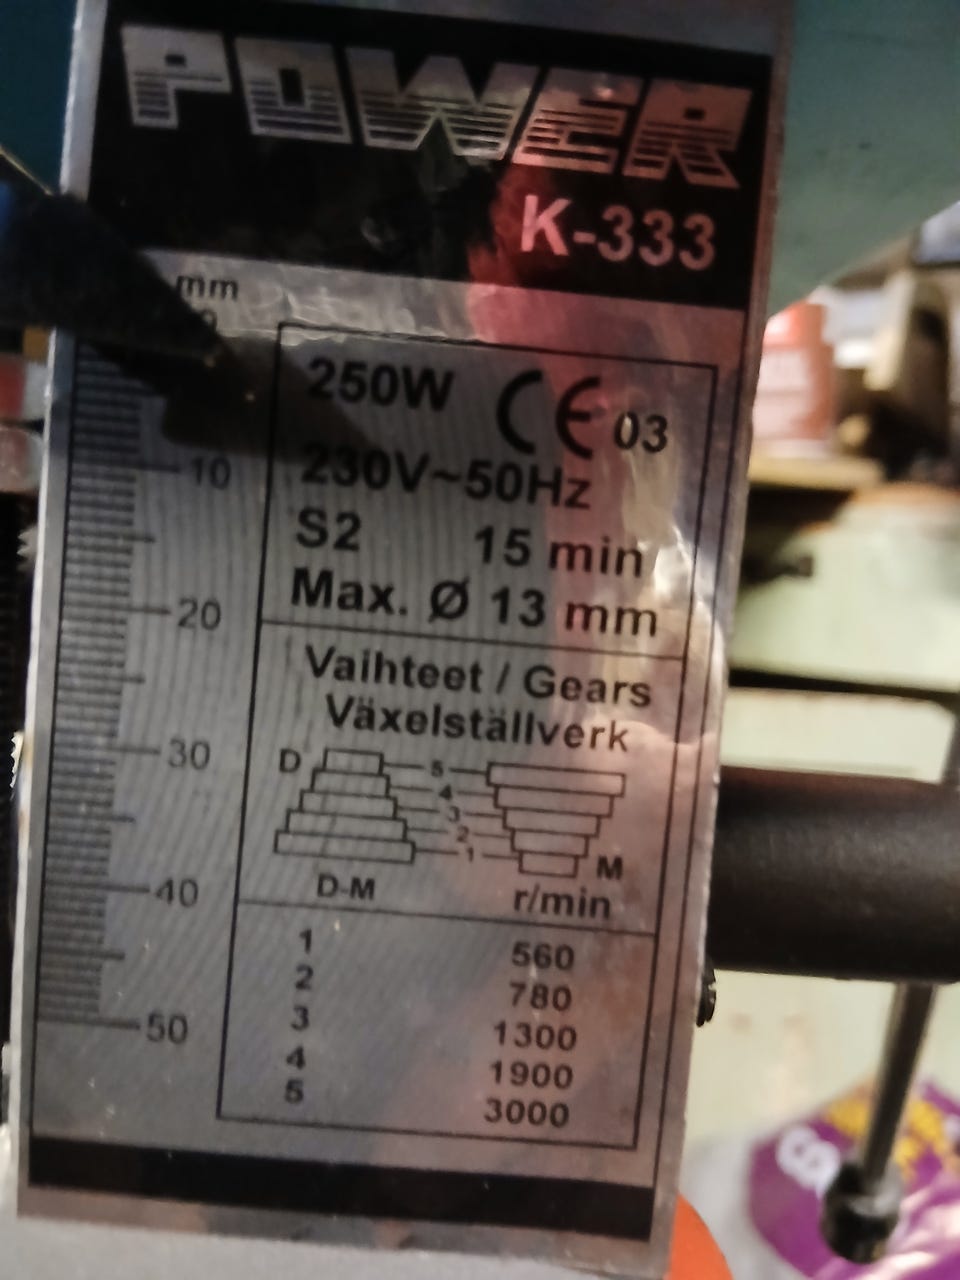 POWER
K-333
mm
250W CE 03
10
230V~50Hz
S2 15 min
Max. Ø 13 mm
20
Vaihteet / Gears
Växelställverk
30
D 5
4
3
2
1 M
40
D-M r/min
1 560
2 780
3 1300
4 1900
5 3000
50